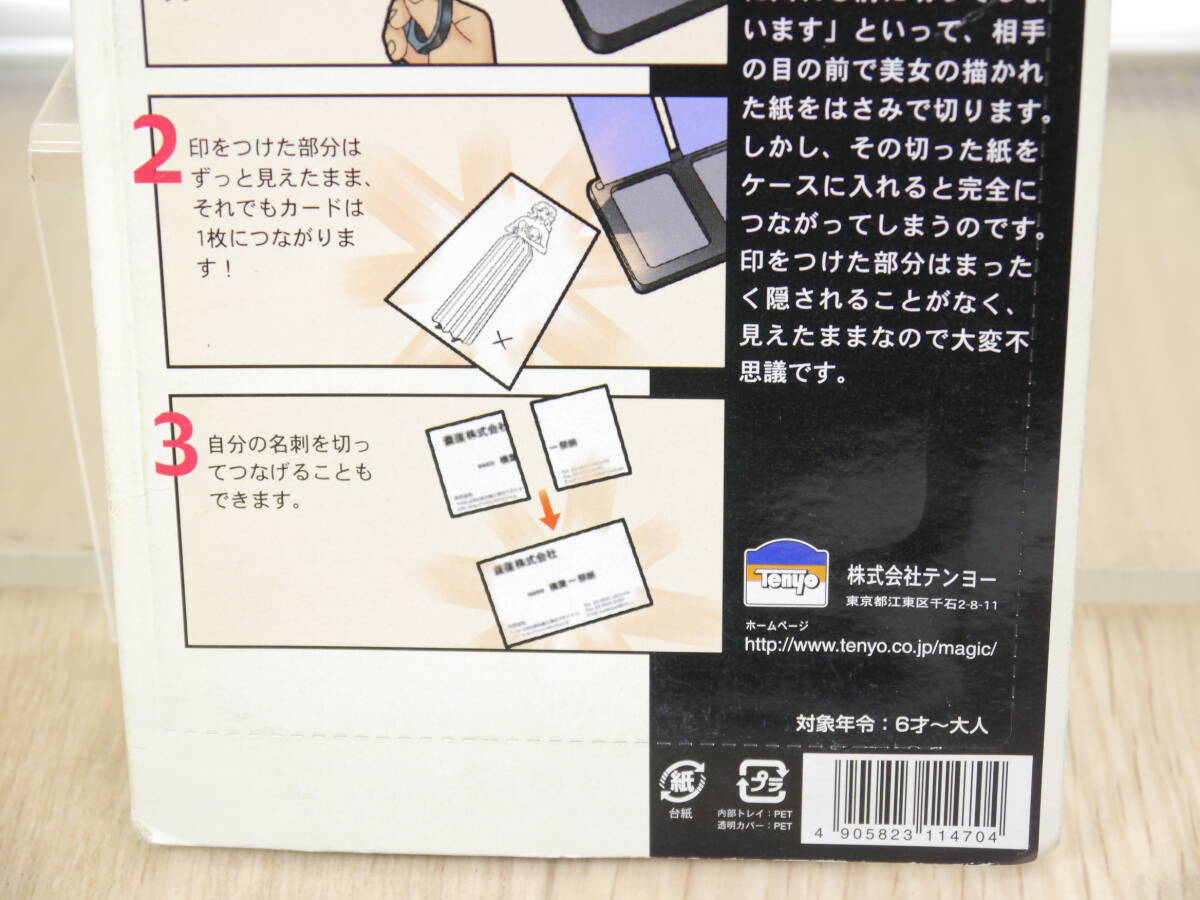 2
印をつけた部分は
ずっと見えたまま、
それでもカードは
1枚につながりま
す！
3
自分の名刺を切っ
てつなげることも
できます。
株式会社
株式会社
います」といって、相手
の目の前で美女の描かれ
た紙をはさみで切ります。
しかし、その切った紙を
ケースに入れると完全に
つながってしまうのです。
印をつけた部分はまった
く隠されることがなく、
見えたままなので大変不
思議です。
Tenyo
株式会社テンヨー
東京都江東区千石2-8-11
ホームページ
http://www.tenyo.co.jp/magic/
対象年令：6才〜大人
紙
台紙
プラ
内部トレイ：PET
透明カバー：PET
4 905823 114704